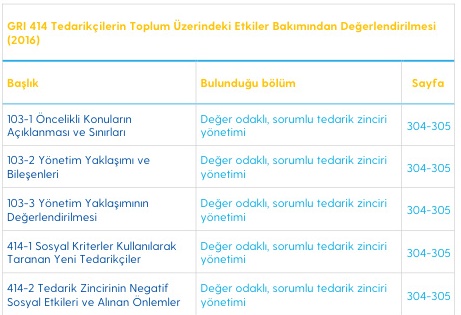 GRI 414 Tedarikçilerin Toplum Üzerindeki Etkiler Bakımından Değerlendirilmesi
(2016)
Başlık Bulunduğu bölüm Sayfa
103-1 Öncelikli Konuların
Açıklanması ve Sınırları
Değer odaklı, sorumlu tedarik zinciri
yönetimi
304-305
103-2 Yönetim Yaklaşımı ve
Bileşenleri
Değer odaklı, sorumlu tedarik zinciri
yönetimi
304-305
103-3 Yönetim Yaklaşımının
Değerlendirilmesi
Değer odaklı, sorumlu tedarik zinciri
yönetimi
304-305
414-1 Sosyal Kriterler Kullanılarak
Taranan Yeni Tedarikçiler
Değer odaklı, sorumlu tedarik zinciri
yönetimi
304-305
414-2 Tedarik Zincirinin Negatif
Sosyal Etkileri ve Alınan Önlemler
Değer odaklı, sorumlu tedarik zinciri
yönetimi
304-305